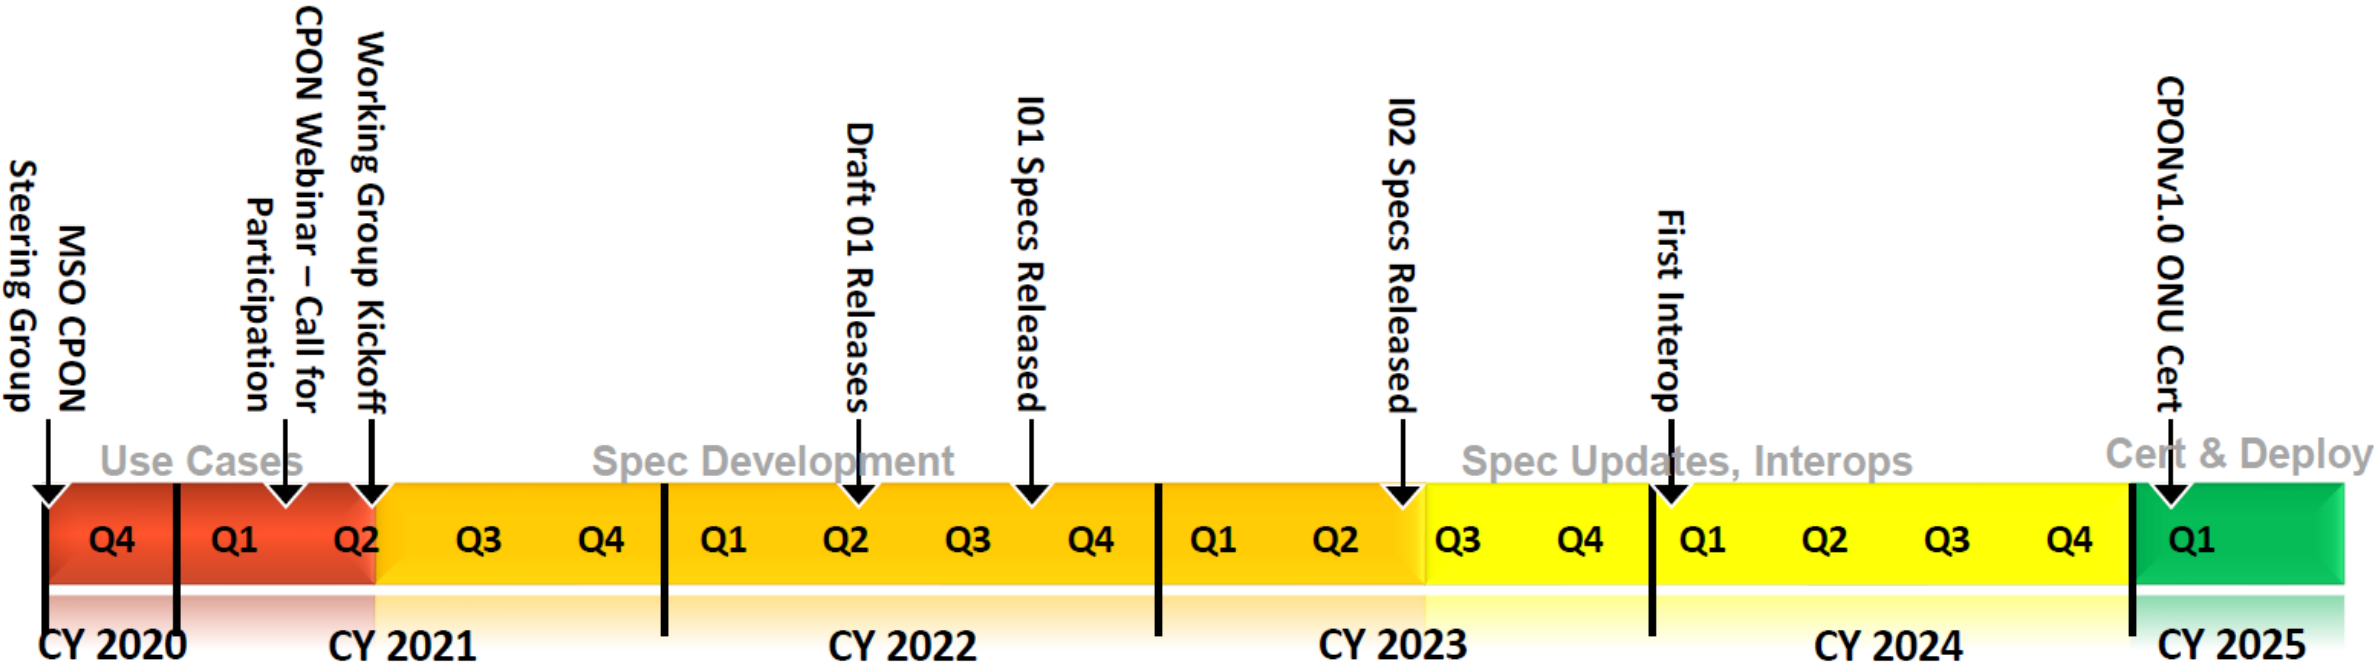 MSO CPON
Steering Group
CPON Webinar – Call for
Participation
Working Group Kickoff
Draft 01 Releases
I01 Specs Released
I02 Specs Released
First Interop
CPONv1.0 ONU Cert
Use Cases
Spec Development
Spec Updates, Interops
Cert & Deploy
Q4 Q1 Q2 Q3 Q4 Q1 Q2 Q3 Q4 Q1 Q2 Q3 Q4 Q1 Q2 Q3 Q4 Q1
CY 2020 CY 2021 CY 2022 CY 2023 CY 2024 CY 2025